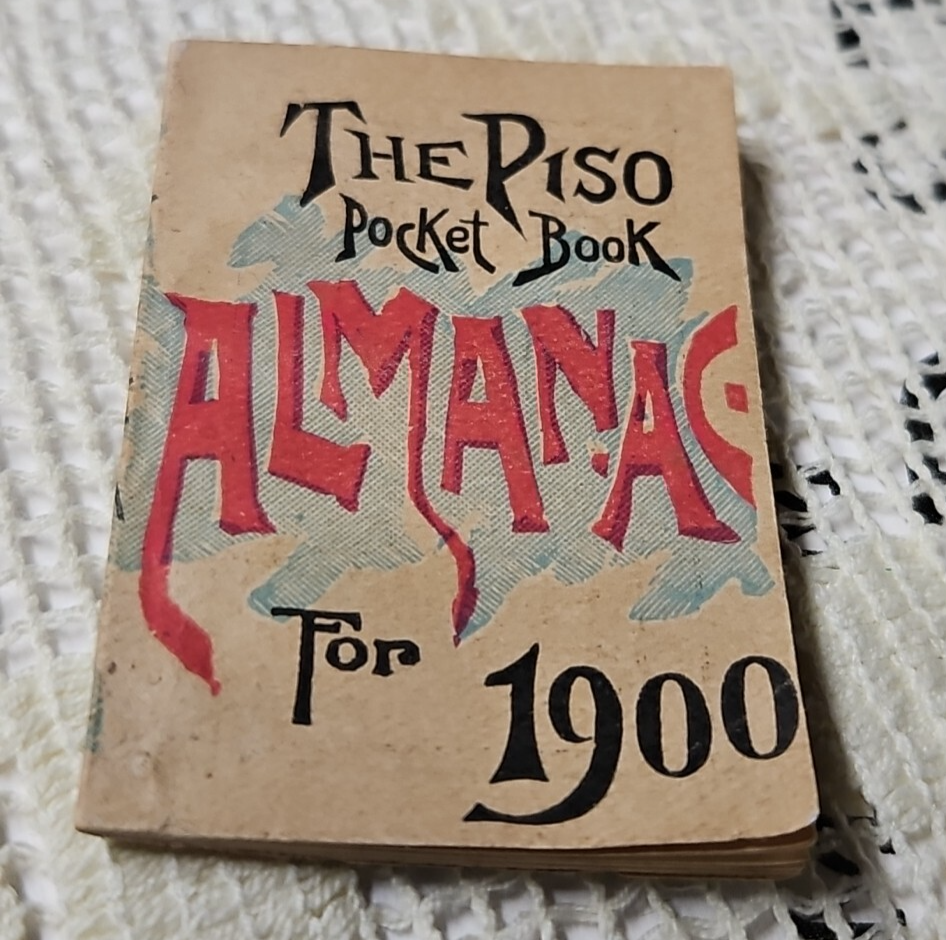 The Piso
Pocket Book
ALMANAC
For 1900